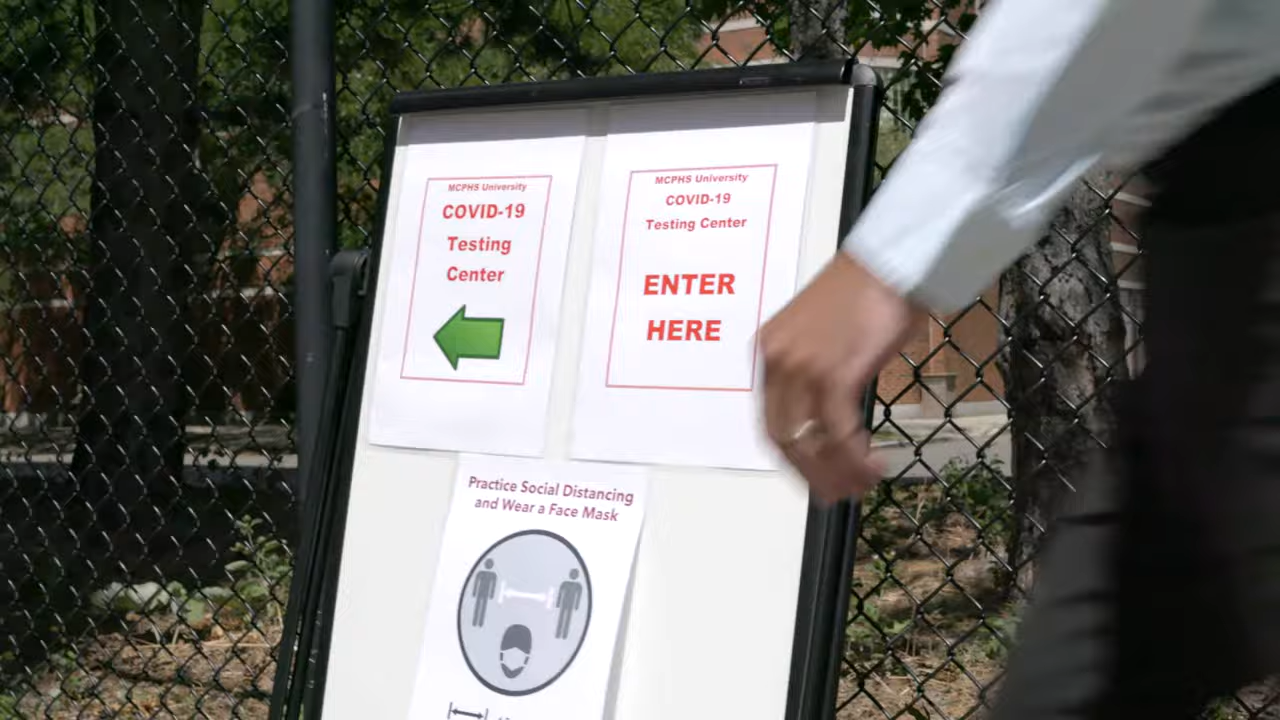 MCPHS University
COVID-19
Testing
Center
MCPHS University
COVID-19
Testing Center
ENTER
HERE
Practice Social Distancing
and Wear a Face Mask